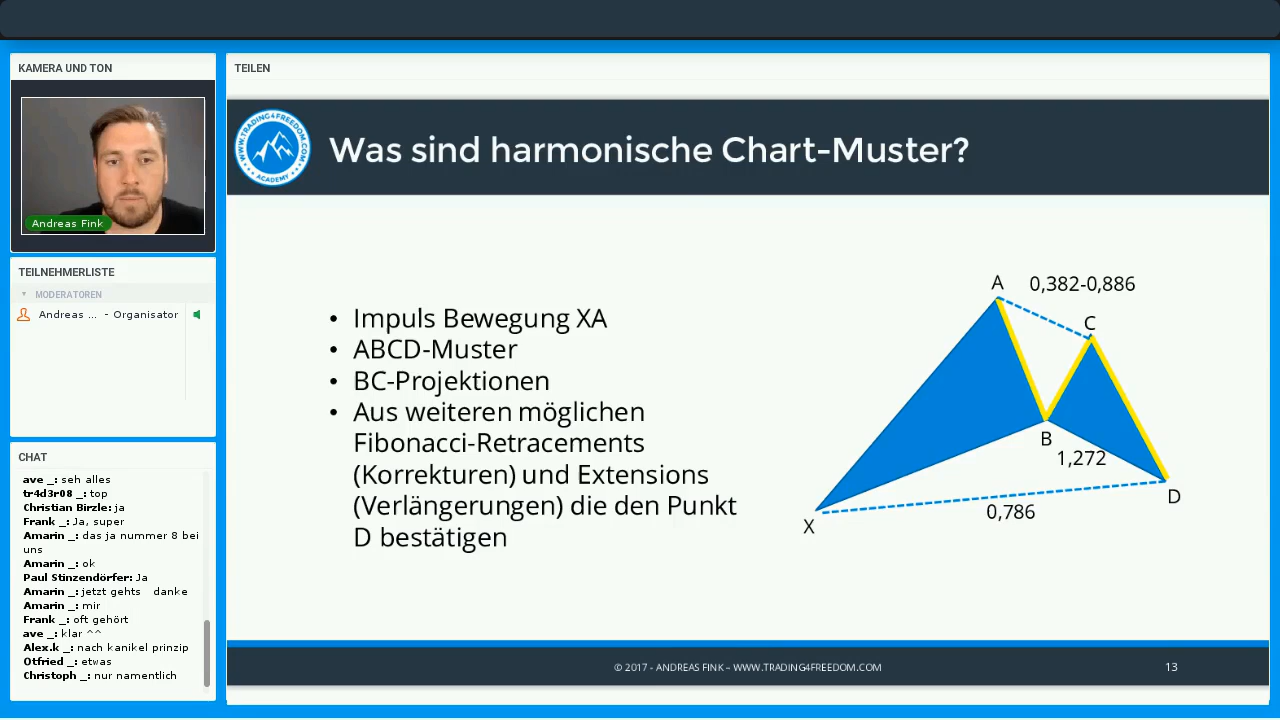 KAMERA UND TON
Andreas Fink
TEILNEHMERLISTE
MODERATOREN
Andreas ... - Organisator
CHAT
ave _: seh alles
tr4d3r08 _: top
Christian Birzle: ja
Frank _: Ja, super
Amarin _: das ja nummer 8 bei
uns
Amarin _: ok
Paul Stinzendörfer: Ja
Amarin _: jetzt gehts danke
Amarin _: mir
Frank _: oft gehört
ave _: klar ^^
Alex.k _: nach kanikel prinzip
Otfried _: etwas
Christoph _: nur namentlich
TEILEN
WWW.TRADING4FREEDOM.COM
ACADEMY
Was sind harmonische Chart-Muster?
• Impuls Bewegung XA
• ABCD-Muster
• BC-Projektionen
• Aus weiteren möglichen
Fibonacci-Retracements
(Korrekturen) und Extensions
(Verlängerungen) die den Punkt
D bestätigen
A
0,382-0,886
C
B
1,272
D
X
0,786
© 2017 - ANDREAS FINK – WWW.TRADING4FREEDOM.COM
13